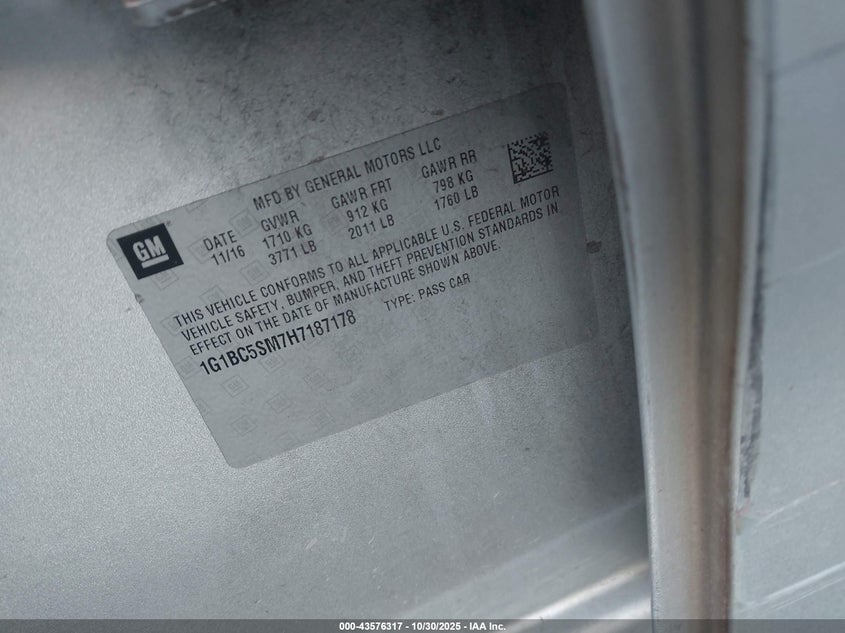 GM
MFD BY GENERAL MOTORS LLC
DATE GVWR GAWR FRT GAWR RR
11/16 1710 KG 912 KG 798 KG
3771 LB 2011 LB 1760 LB
THIS VEHICLE CONFORMS TO ALL APPLICABLE U.S. FEDERAL MOTOR
VEHICLE SAFETY, BUMPER, AND THEFT PREVENTION STANDARDS IN
EFFECT ON THE DATE OF MANUFACTURE SHOWN ABOVE.
1G1BC5SM7H7187178 TYPE: PASS CAR
000-43576317 - 10/30/2025 - IAA Inc.